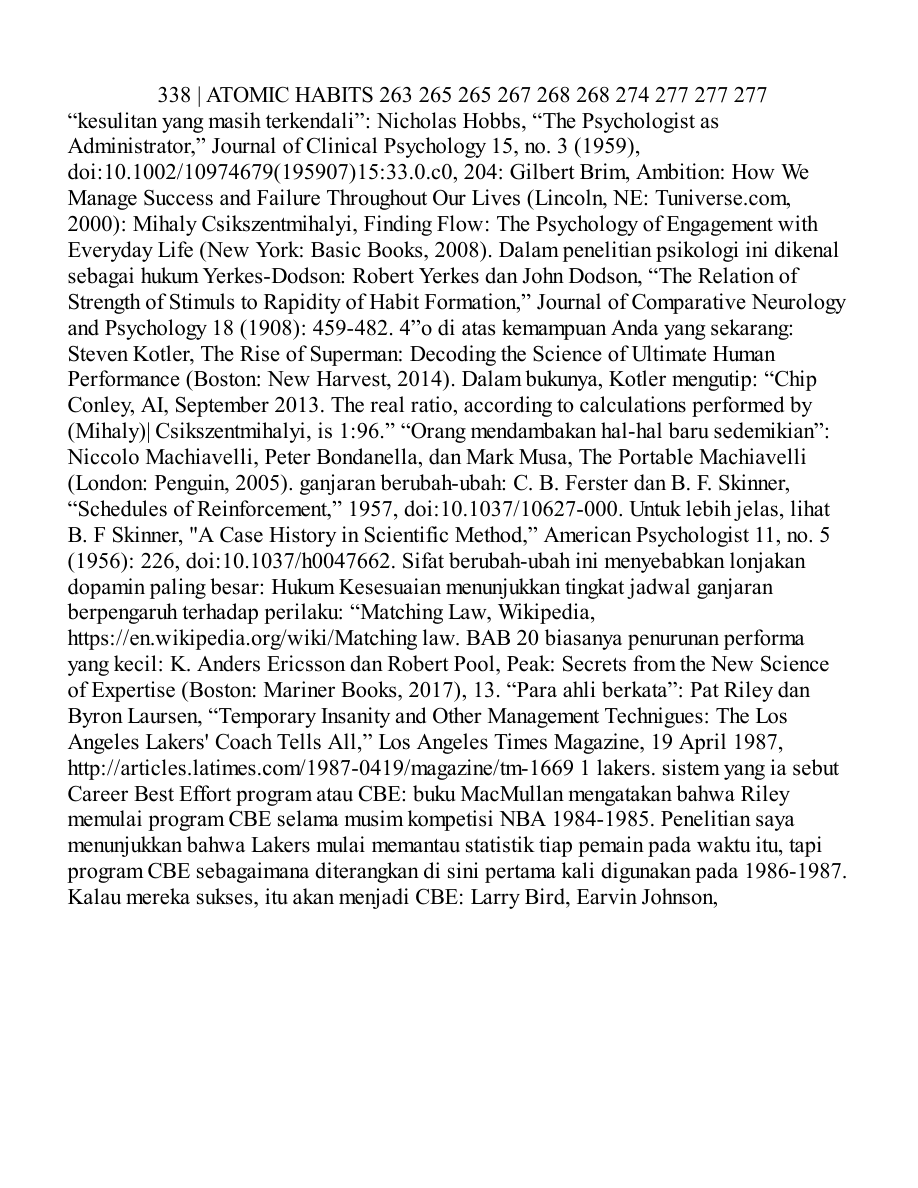 338 | ATOMIC HABITS 263 265 265 267 268 268 274 277 277 277
“kesulitan yang masih terkendali”: Nicholas Hobbs, “The Psychologist as
Administrator,” Journal of Clinical Psychology 15, no. 3 (1959),
doi:10.1002/10974679(195907)15:33.0.c0, 204: Gilbert Brim, Ambition: How We
Manage Success and Failure Throughout Our Lives (Lincoln, NE: Tuniverse.com,
2000): Mihaly Csikszentmihalyi, Finding Flow: The Psychology of Engagement with
Everyday Life (New York: Basic Books, 2008). Dalam penelitian psikologi ini dikenal
sebagai hukum Yerkes-Dodson: Robert Yerkes dan John Dodson, “The Relation of
Strength of Stimuls to Rapidity of Habit Formation,” Journal of Comparative Neurology
and Psychology 18 (1908): 459-482. 4”o di atas kemampuan Anda yang sekarang:
Steven Kotler, The Rise of Superman: Decoding the Science of Ultimate Human
Performance (Boston: New Harvest, 2014). Dalam bukunya, Kotler mengutip: “Chip
Conley, AI, September 2013. The real ratio, according to calculations performed by
(Mihaly)| Csikszentmihalyi, is 1:96.” “Orang mendambakan hal-hal baru sedemikian”:
Niccolo Machiavelli, Peter Bondanella, dan Mark Musa, The Portable Machiavelli
(London: Penguin, 2005). ganjaran berubah-ubah: C. B. Ferster dan B. F. Skinner,
“Schedules of Reinforcement,” 1957, doi:10.1037/10627-000. Untuk lebih jelas, lihat
B. F Skinner, "A Case History in Scientific Method,” American Psychologist 11, no. 5
(1956): 226, doi:10.1037/h0047662. Sifat berubah-ubah ini menyebabkan lonjakan
dopamin paling besar: Hukum Kesesuaian menunjukkan tingkat jadwal ganjaran
berpengaruh terhadap perilaku: “Matching Law, Wikipedia,
https://en.wikipedia.org/wiki/Matching law. BAB 20 biasanya penurunan performa
yang kecil: K. Anders Ericsson dan Robert Pool, Peak: Secrets from the New Science
of Expertise (Boston: Mariner Books, 2017), 13. “Para ahli berkata”: Pat Riley dan
Byron Laursen, “Temporary Insanity and Other Management Technigues: The Los
Angeles Lakers' Coach Tells All,” Los Angeles Times Magazine, 19 April 1987,
http://articles.latimes.com/1987-0419/magazine/tm-1669 1 lakers. sistem yang ia sebut
Career Best Effort program atau CBE: buku MacMullan mengatakan bahwa Riley
memulai program CBE selama musim kompetisi NBA 1984-1985. Penelitian saya
menunjukkan bahwa Lakers mulai memantau statistik tiap pemain pada waktu itu, tapi
program CBE sebagaimana diterangkan di sini pertama kali digunakan pada 1986-1987.
Kalau mereka sukses, itu akan menjadi CBE: Larry Bird, Earvin Johnson,